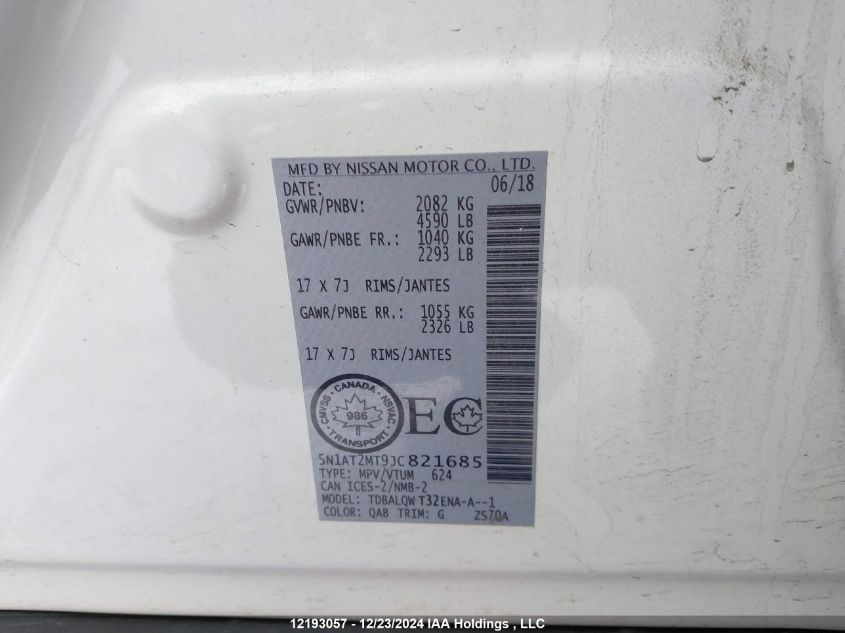 MFD BY NISSAN MOTOR CO., LTD.
DATE: 06/18
GVWR/PNBV: 2082 KG
4590 LB
GAWR/PNBE FR.: 1040 KG
2293 LB
17 X 7J RIMS/JANTES
GAWR/PNBE RR.: 1055 KG
2326 LB
17 X 7J RIMS/JANTES
CANADA
CMVSS NSVAC
986
TRANSPORT
EC
5N1AT2MT9JC821685
TYPE: MPV/VTUM 624
CAN ICES-2/NMB-2
MODEL: TDBALQW T32ENA-A--1
COLOR: QAB TRIM: G ZS70A
12193057 - 12/23/2024 IAA Holdings , LLC